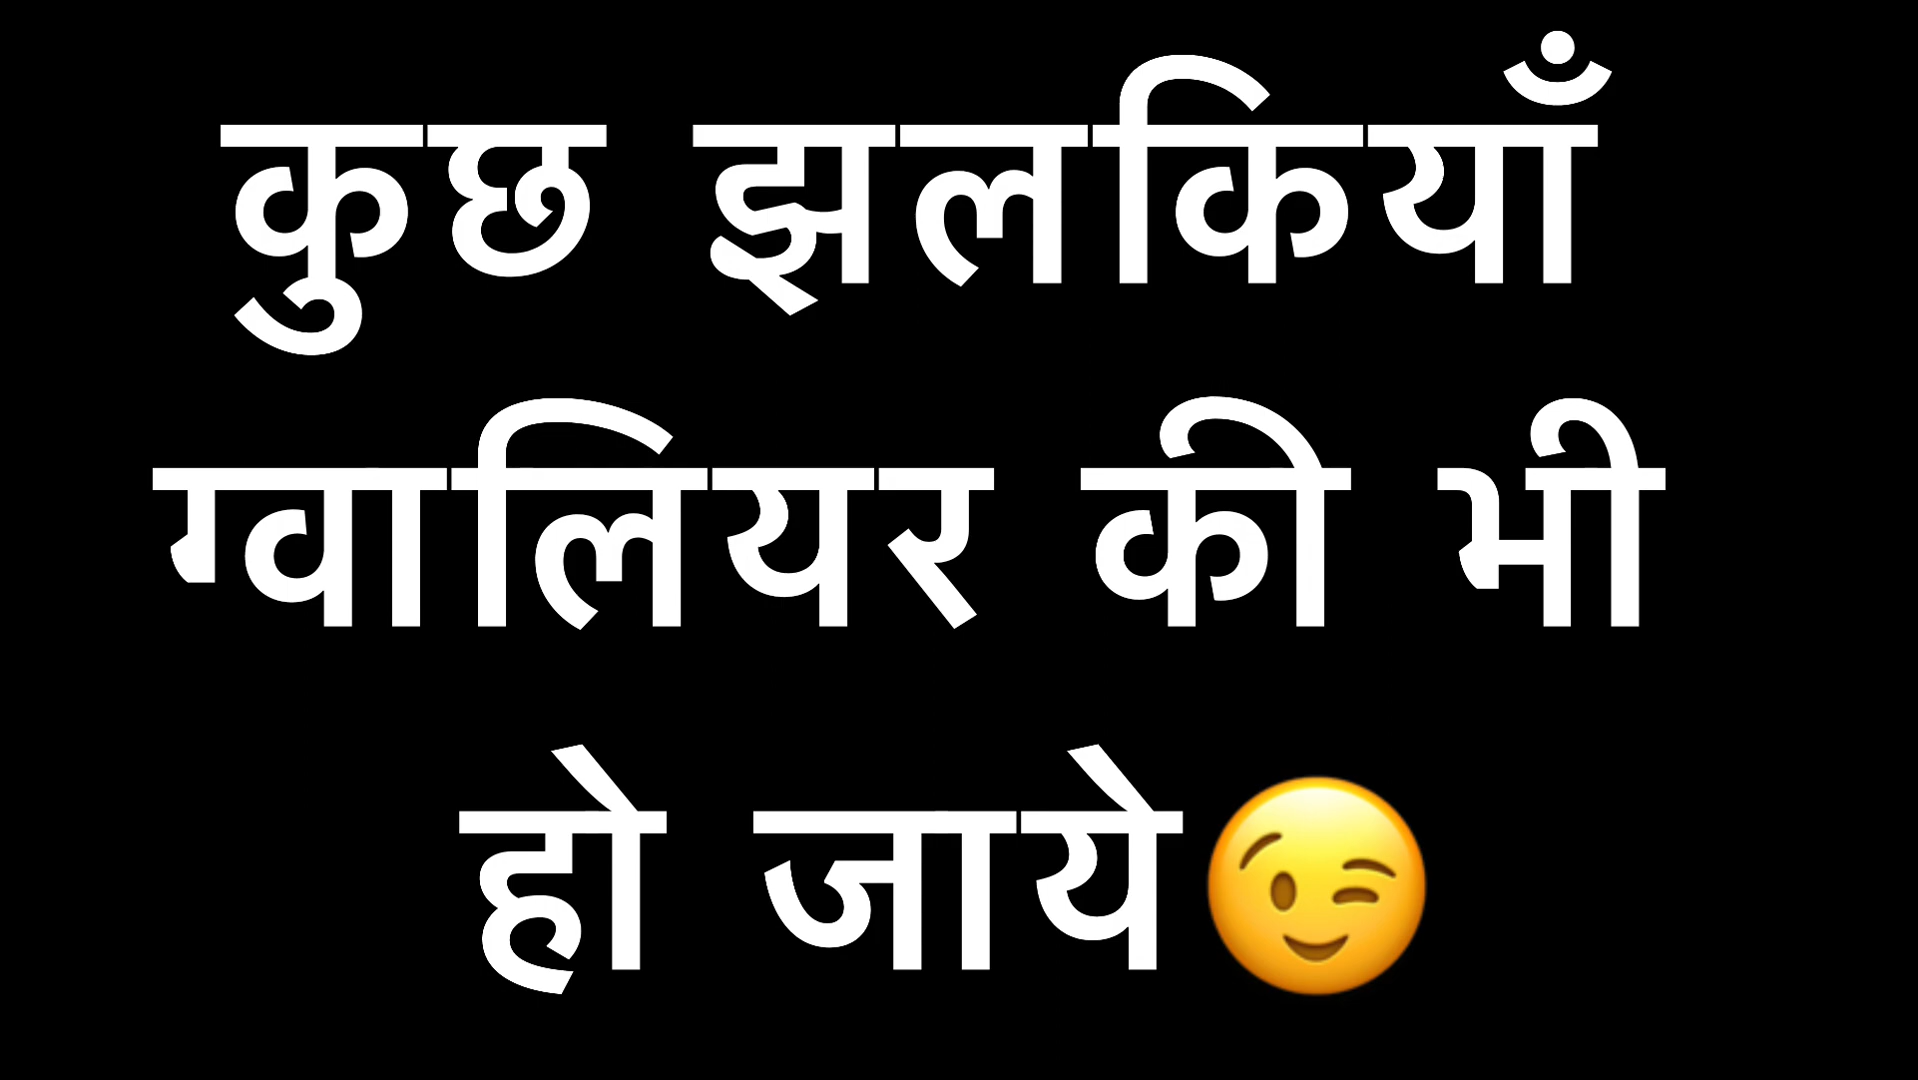 कुछ झलकियाँ
ग्वालियर की भी
हो जाये😉